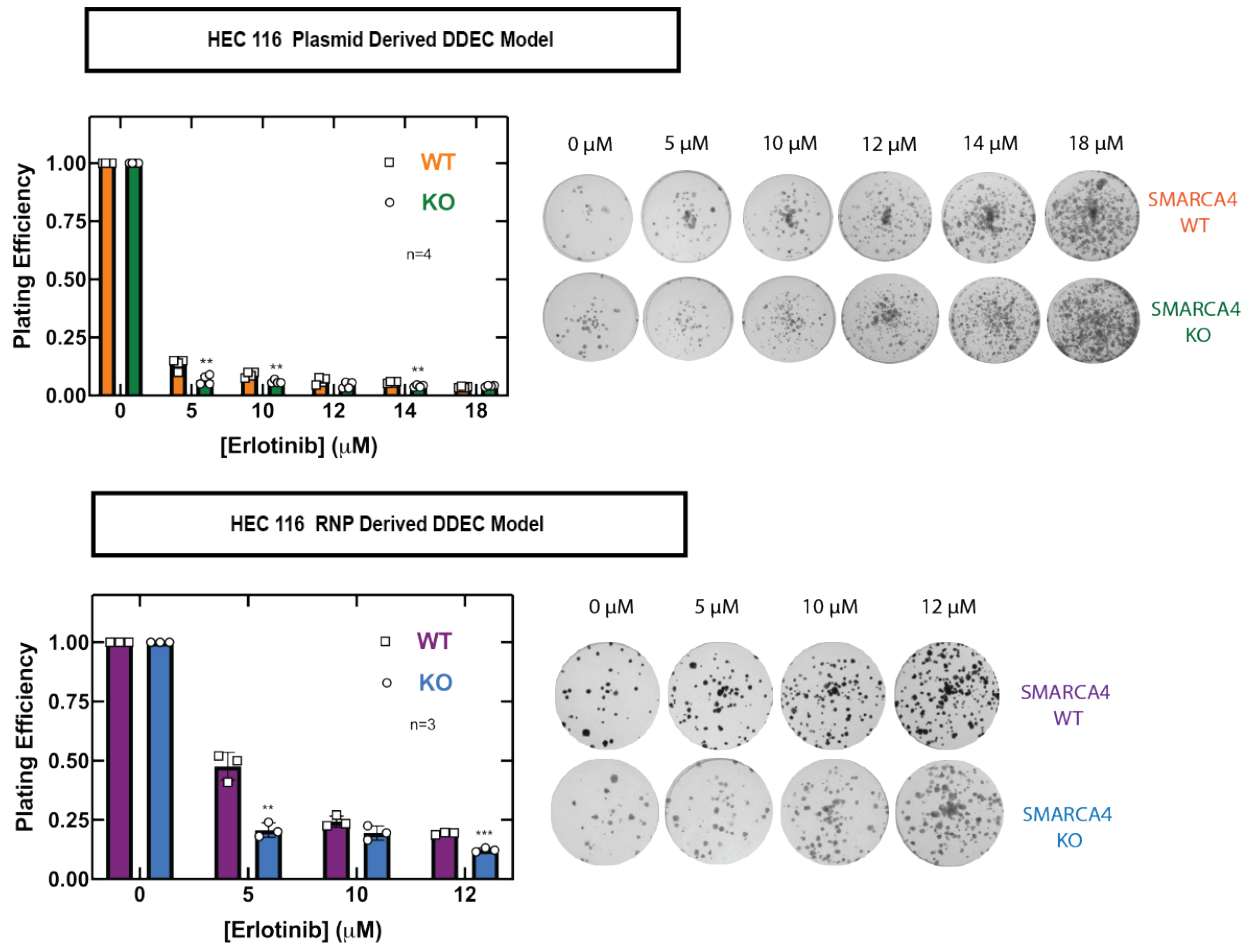 HEC 116 Plasmid Derived DDEC Model
Plating Efficiency
1.00
0.75
0.50
0.25
0.00
WT
KO
n=4
**
**
**
0 5 10 12 14 18
[Erlotinib] (μM)
0 μM 5 μM 10 μM 12 μM 14 μM 18 μM
SMARCA4
WT
SMARCA4
KO
HEC 116 RNP Derived DDEC Model
Plating Efficiency
1.00
0.75
0.50
0.25
0.00
WT
KO
n=3
**
***
0 5 10 12
[Erlotinib] (μM)
0 μM 5 μM 10 μM 12 μM
SMARCA4
WT
SMARCA4
KO